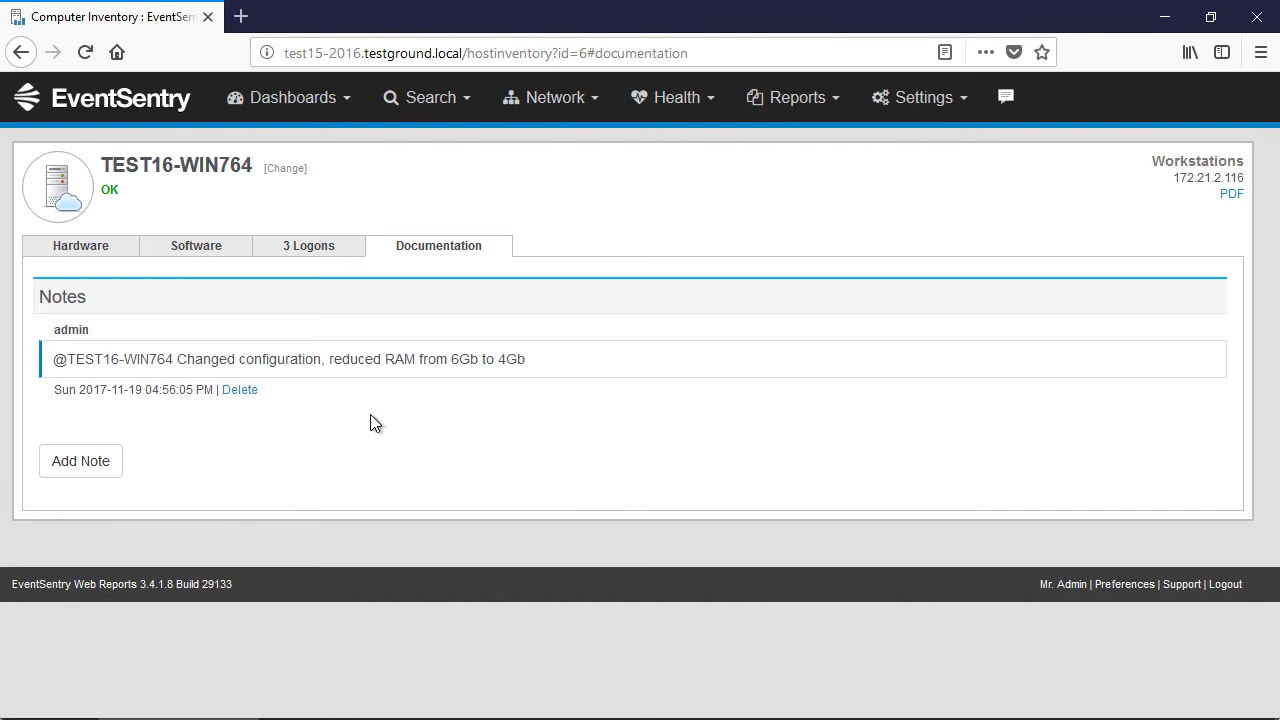 Computer Inventory : EventSen
test15-2016.testground.local/hostinventory?id=6#documentation
EventSentry Dashboards Search Network Health Reports Settings
TEST16-WIN764 [Change]
OK
Workstations
172.21.2.116
PDF
Hardware Software 3 Logons Documentation
Notes
admin
@TEST16-WIN764 Changed configuration, reduced RAM from 6Gb to 4Gb
Sun 2017-11-19 04:56:05 PM | Delete
Add Note
EventSentry Web Reports 3.4.1.8 Build 29133
Mr. Admin | Preferences | Support | Logout